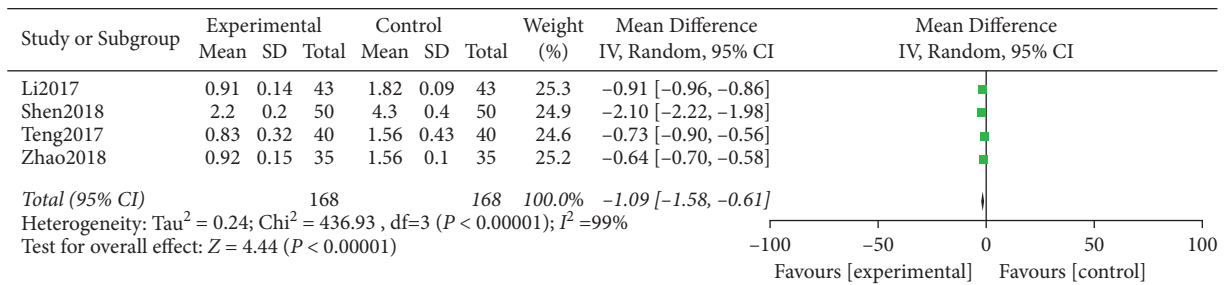 Study or Subgroup Experimental Control Weight Mean Difference Mean Difference
Mean SD Total Mean SD Total (%) IV, Random, 95% CI IV, Random, 95% CI
Li2017 0.91 0.14 43 1.82 0.09 43 25.3 −0.91 [−0.96, −0.86]
Shen2018 2.2 0.2 50 4.3 0.4 50 24.9 −2.10 [−2.22, −1.98]
Teng2017 0.83 0.32 40 1.56 0.43 40 24.6 −0.73 [−0.90, −0.56]
Zhao2018 0.92 0.15 35 1.56 0.1 35 25.2 −0.64 [−0.70, −0.58]
Total (95% CI) 168 168 100.0% −1.09 [−1.58, −0.61]
Heterogeneity: Tau² = 0.24; Chi² = 436.93 , df=3 (P < 0.00001); I² =99%
Test for overall effect: Z = 4.44 (P < 0.00001)
−100 −50 0 50 100
Favours [experimental] Favours [control]